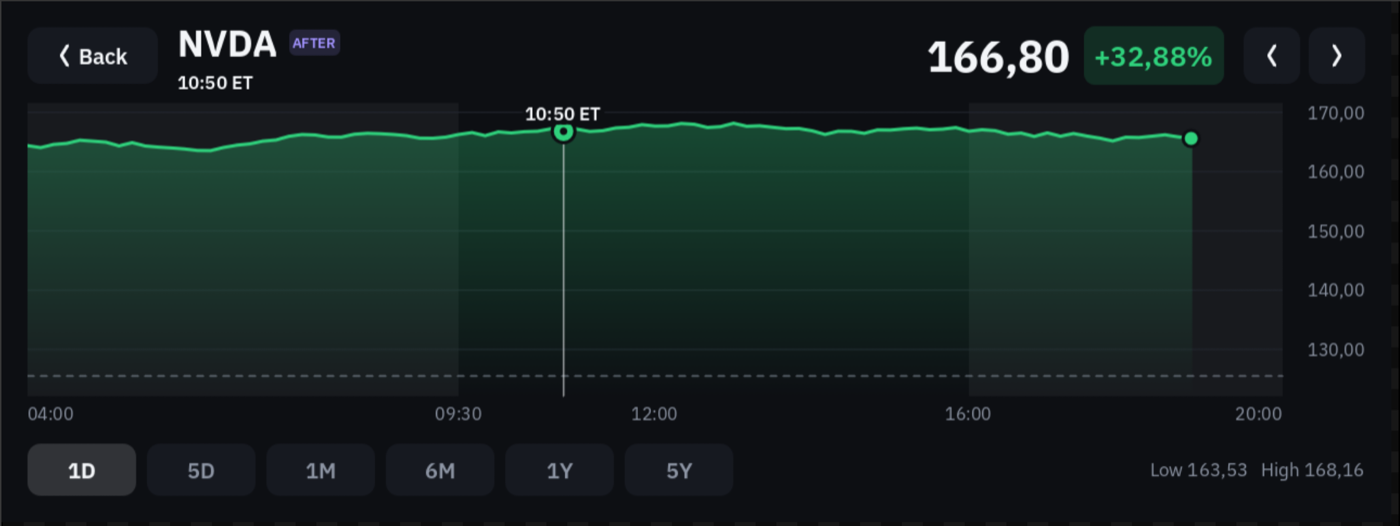 Back
NVDA AFTER
10:50 ET
166,80 +32,88%
10:50 ET
170,00
160,00
150,00
140,00
130,00
04:00 09:30 12:00 16:00 20:00
1D 5D 1M 6M 1Y 5Y
Low 163,53 High 168,16